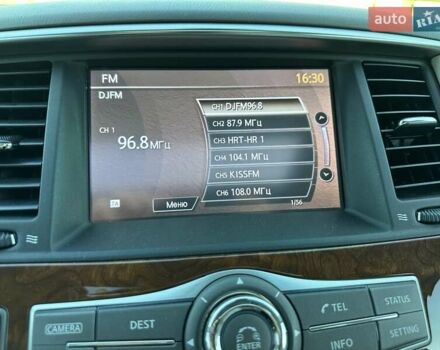 auto RIA
FM 16:30
DJFM
CH 1
96.8 МГц
CH1 DJFM96.8
CH2 87.9 МГц
CH3 HRT-HR 1
CH4 104.1 МГц
CH5 KISSFM
CH6 108.0 МГц
TA
Меню
1/56
CAMERA
DEST
ENTER
TEL
STATUS
INFO
SETTING